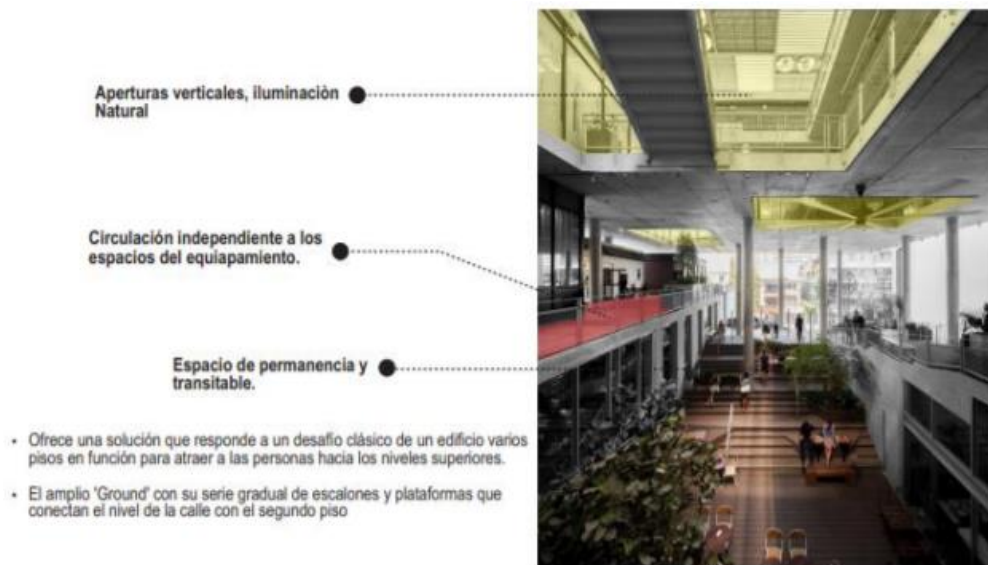 Aperturas verticales, iluminaciòn
Natural
Circulación independiente a los
espacios del equiapamiento.
Espacio de permanencia y
transitable.
• Ofrece una solución que responde a un desafío clásico de un edificio varios
pisos en función para atraer a las personas hacia los niveles superiores.
• El amplio 'Ground' con su serie gradual de escalones y plataformas que
conectan el nivel de la calle con el segundo piso